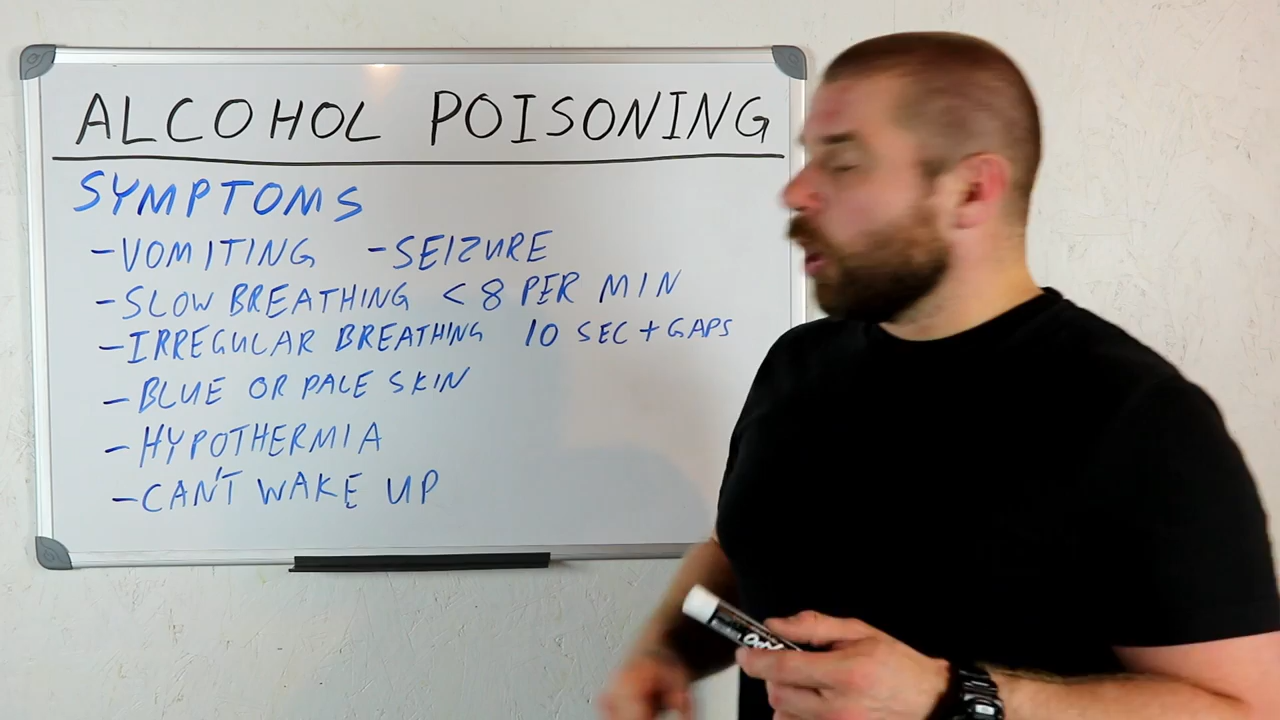 ALCOHOL POISONING
SYMPTOMS
-VOMITING -SEIZURE
-SLOW BREATHING < 8 PER MIN
-IRREGULAR BREATHING 10 SEC + GAPS
-BLUE OR PALE SKIN
-HYPOTHERMIA
-CAN'T WAKE UP